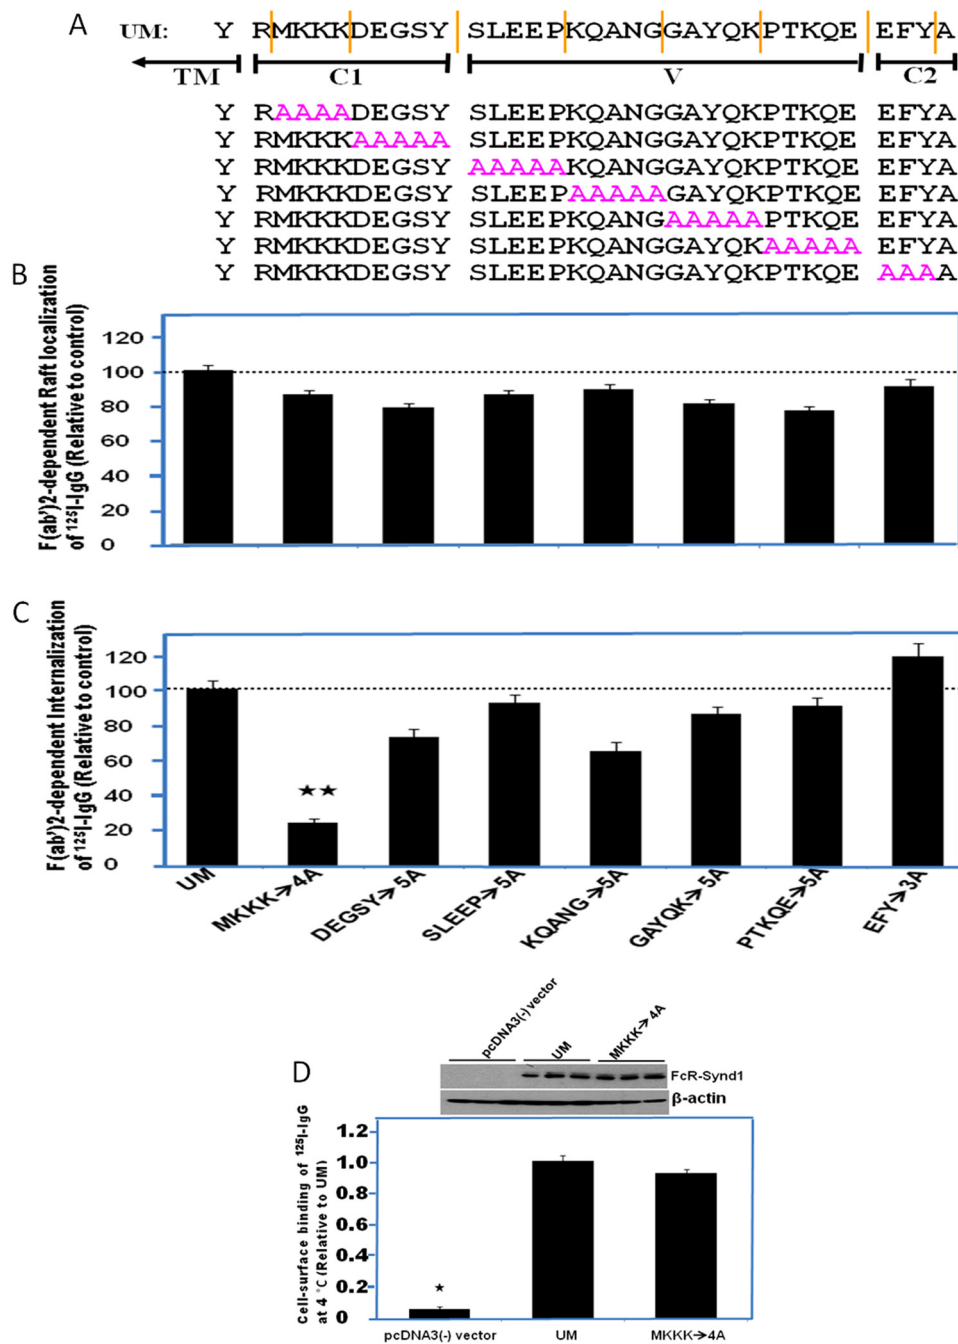 A
UM: Y RMKKKDEGSY SLEEPKQANGGAYQKPTKQE EFYA
TM C1 V C2
Y RAAAADEGSY SLEEPKQANGGAYQKPTKQE EFYA
Y RMKKKAAAAA SLEEPKQANGGAYQKPTKQE EFYA
Y RMKKKDEGSY AAAAAKQANGGAYQKPTKQE EFYA
Y RMKKKDEGSY SLEEPAAAAAGAYQKPTKQE EFYA
Y RMKKKDEGSY SLEEPKQANGAAAAAPTKQE EFYA
Y RMKKKDEGSY SLEEPKQANGGAYQKAAAAA EFYA
Y RMKKKDEGSY SLEEPKQANGGAYQKPTKQE AAAA
B
F(ab')2-dependent Raft localization
of ¹²⁵I-IgG (Relative to control)
120
100
80
60
40
20
0
C
F(ab')2-dependent Internalization
of ¹²⁵I-IgG (Relative to control)
120
100
80
60
40
20
0
★★
UM
MKKK→4A
DEGSY→5A
SLEEP→5A
KQANG→5A
GAYQK→5A
PTKQE→5A
EFY→3A
D
pcDNA3(-) vector
UM
MKKK→4A
FcR-Synd1
β-actin
Cell-surface binding of ¹²⁵I-IgG
at 4 °C (Relative to UM)
1.2
1.0
0.8
0.6
0.4
0.2
0
★
pcDNA3(-) vector UM MKKK→4A